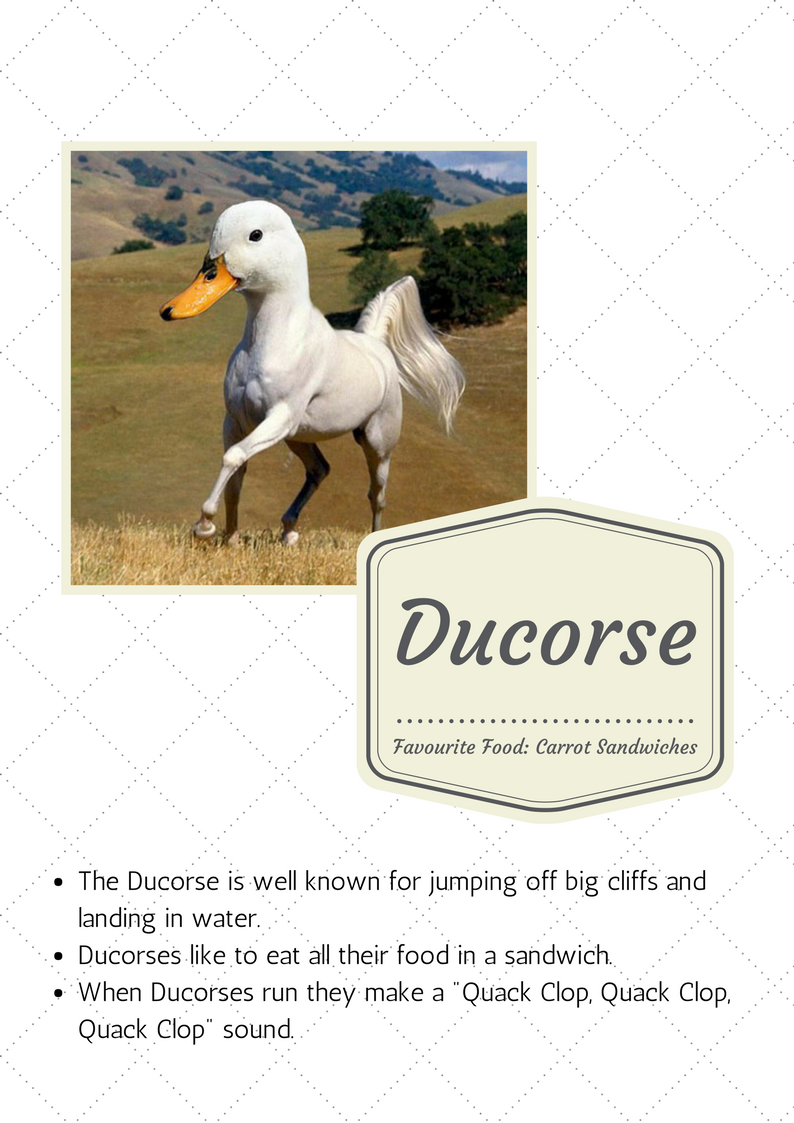 Ducorse
Favourite Food: Carrot Sandwiches
• The Ducorse is well known for jumping off big cliffs and
landing in water.
• Ducorses like to eat all their food in a sandwich.
• When Ducorses run they make a "Quack Clop, Quack Clop,
Quack Clop" sound.